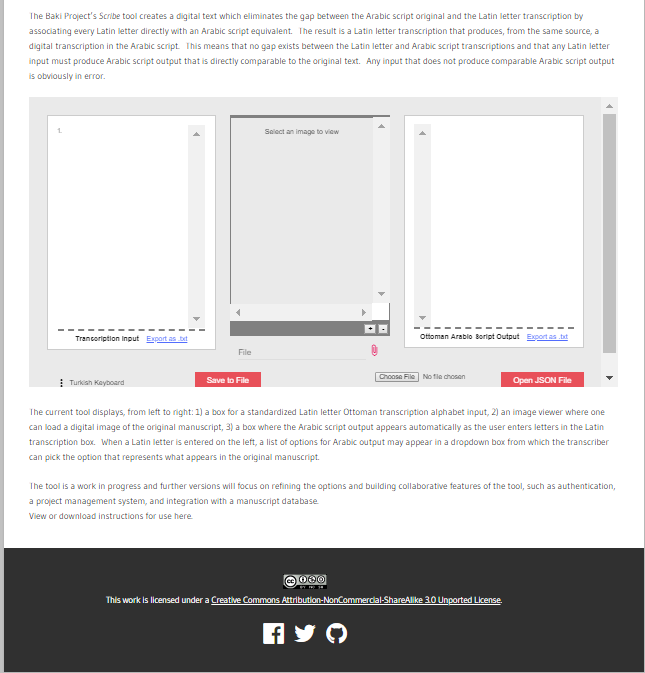 The Baki Project's Scribe tool creates a digital text which eliminates the gap between the Arabic script original and the Latin letter transcription by
associating every Latin letter directly with an Arabic script equivalent.  The result is a Latin letter transcription that produces, from the same source, a
digital transcription in the Arabic script.  This means that no gap exists between the Latin letter and Arabic script transcriptions and that any Latin letter
input must produce Arabic script output that is directly comparable to the original text.  Any input that does not produce comparable Arabic script output
is obviously in error.
1.
Select an image to view
Transcription Input Export as .txt
+ -
Ottoman Arabic Script Output Export as .txt
File
Turkish Keyboard
Save to File
Choose File No file chosen
Open JSON File
The current tool displays, from left to right: 1) a box for a standardized Latin letter Ottoman transcription alphabet input, 2) an image viewer where one
can load a digital image of the original manuscript, 3) a box where the Arabic script output appears automatically as the user enters letters in the Latin
transcription box.  When a Latin letter is entered on the left, a list of options for Arabic output may appear in a dropdown box from which the transcriber
can pick the option that represents what appears in the original manuscript.
The tool is a work in progress and further versions will focus on refining the options and building collaborative features of the tool, such as authentication,
a project management system, and integration with a manuscript database.
View or download instructions for use here.
cc
BY NC SA
This work is licensed under a Creative Commons Attribution-NonCommercial-ShareAlike 3.0 Unported License.